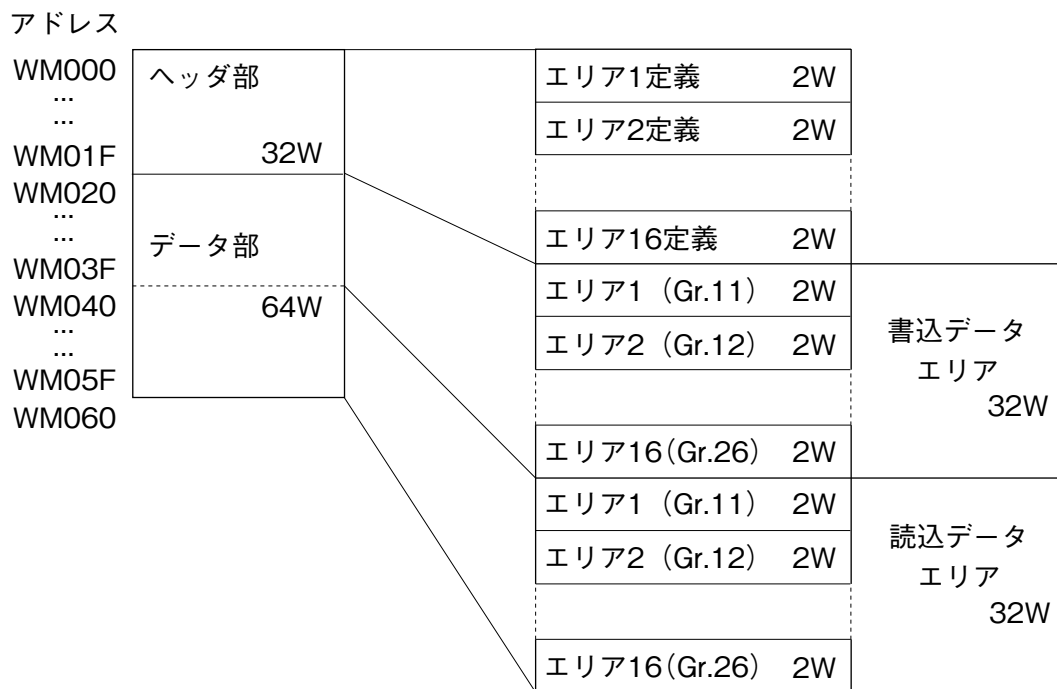 アドレス
WM000
...
...
WM01F
WM020
...
...
WM03F
WM040
...
...
WM05F
WM060
ヘッダ部
32W
データ部
64W
エリア1定義 2W
エリア2定義 2W
エリア16定義 2W
エリア1（Gr.11） 2W
エリア2（Gr.12） 2W
エリア16（Gr.26） 2W
エリア1（Gr.11） 2W
エリア2（Gr.12） 2W
エリア16（Gr.26） 2W
書込データ
エリア
32W
読込データ
エリア
32W